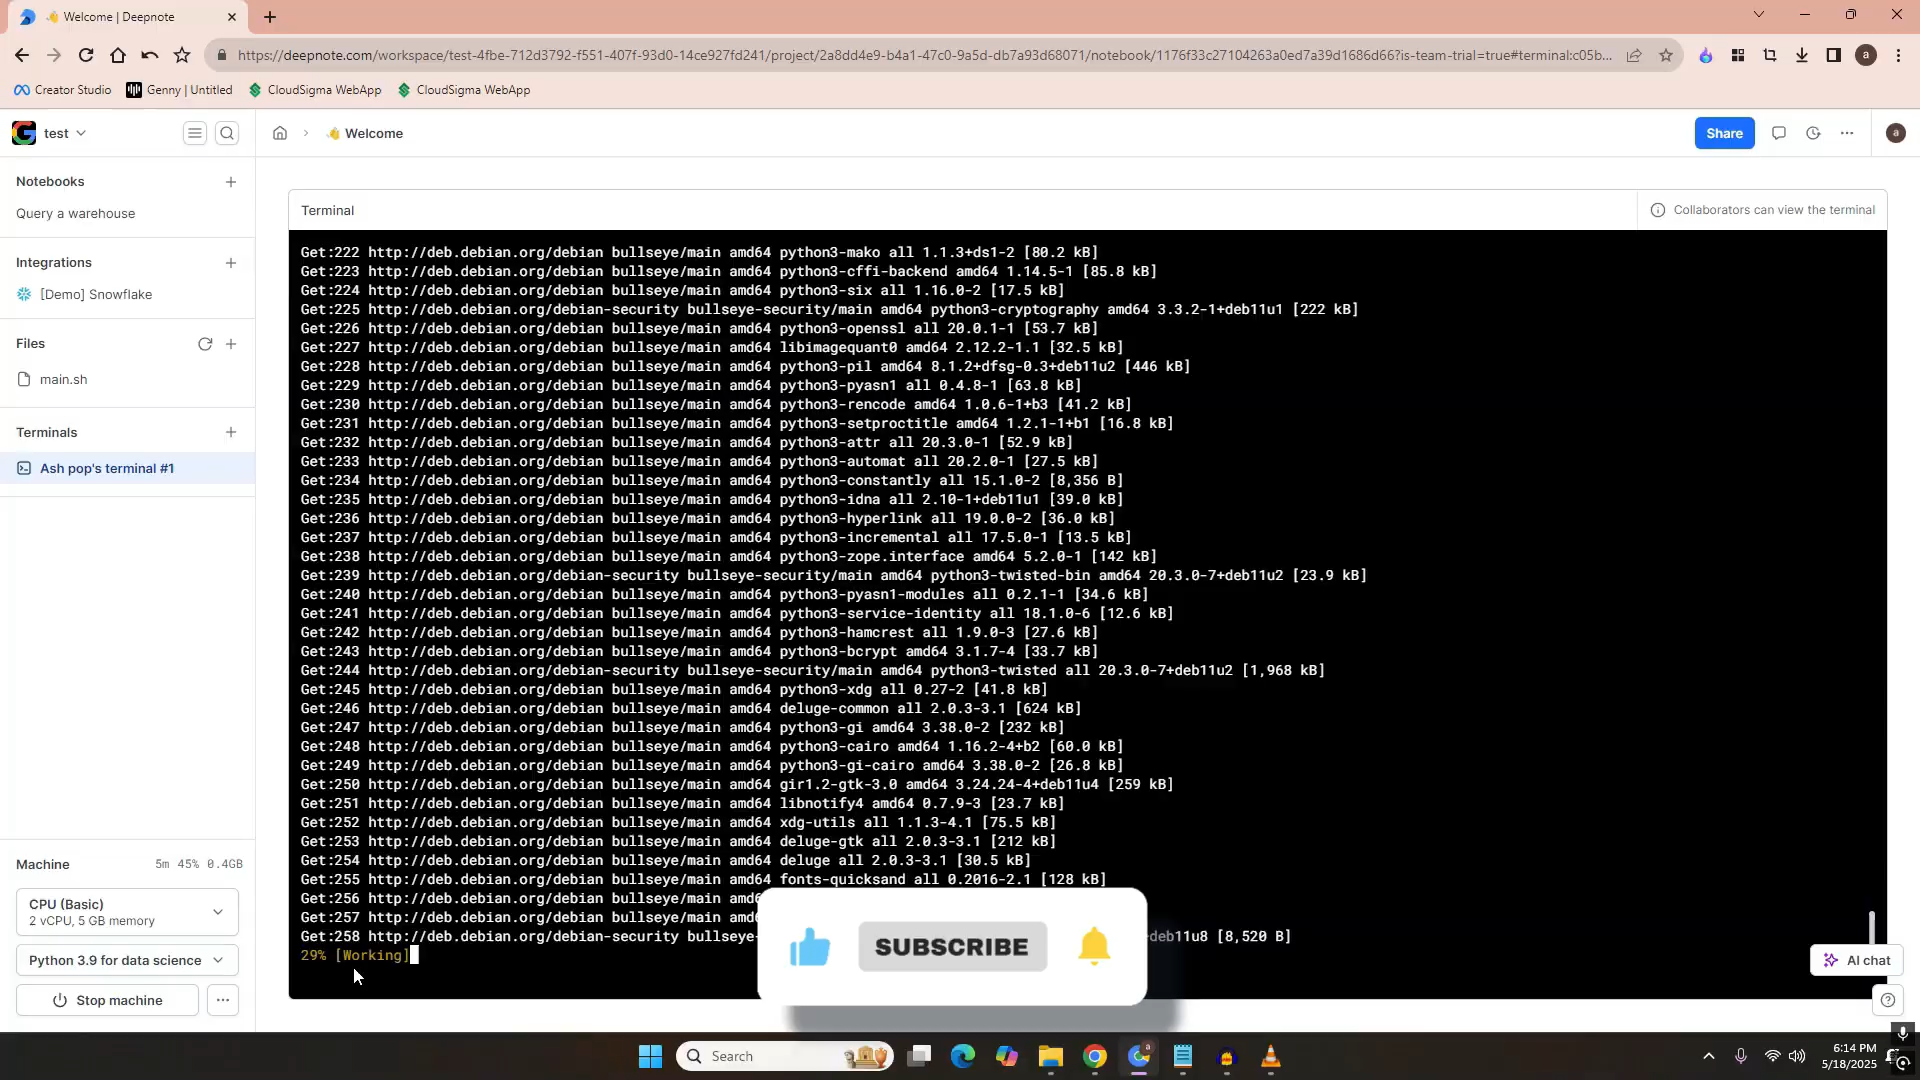 Welcome | Deepnote
https://deepnote.com/workspace/test-4fbe-712d3792-f551-407f-93d0-14ce927fd241/project/2a8dd4e9-b4a1-47c0-9a5d-db7a93d68071/notebook/1176f33c27104263a0ed7a39d1686d66?is-team-trial=true#terminal:c05b...
a
Creator Studio
Genny | Untitled
CloudSigma WebApp
CloudSigma WebApp
test
Welcome
Share
a
Notebooks
Query a warehouse
Integrations
[Demo] Snowflake
Files
main.sh
Terminals
Ash pop's terminal #1
Machine 5m 45% 0.4GB
CPU (Basic)
2 vCPU, 5 GB memory
Python 3.9 for data science
Stop machine
Terminal
Collaborators can view the terminal
Get:222 http://deb.debian.org/debian bullseye/main amd64 python3-mako all 1.1.3+ds1-2 [80.2 kB]
Get:223 http://deb.debian.org/debian bullseye/main amd64 python3-cffi-backend amd64 1.14.5-1 [85.8 kB]
Get:224 http://deb.debian.org/debian bullseye/main amd64 python3-six all 1.16.0-2 [17.5 kB]
Get:225 http://deb.debian.org/debian-security bullseye-security/main amd64 python3-cryptography amd64 3.3.2-1+deb11u1 [222 kB]
Get:226 http://deb.debian.org/debian bullseye/main amd64 python3-openssl all 20.0.1-1 [53.7 kB]
Get:227 http://deb.debian.org/debian bullseye/main amd64 libimagequant0 amd64 2.12.2-1.1 [32.5 kB]
Get:228 http://deb.debian.org/debian bullseye/main amd64 python3-pil amd64 8.1.2+dfsg-0.3+deb11u2 [446 kB]
Get:229 http://deb.debian.org/debian bullseye/main amd64 python3-pyasn1 all 0.4.8-1 [63.8 kB]
Get:230 http://deb.debian.org/debian bullseye/main amd64 python3-rencode amd64 1.0.6-1+b3 [41.2 kB]
Get:231 http://deb.debian.org/debian bullseye/main amd64 python3-setproctitle amd64 1.2.1-1+b1 [16.8 kB]
Get:232 http://deb.debian.org/debian bullseye/main amd64 python3-attr all 20.3.0-1 [52.9 kB]
Get:233 http://deb.debian.org/debian bullseye/main amd64 python3-automat all 20.2.0-1 [27.5 kB]
Get:234 http://deb.debian.org/debian bullseye/main amd64 python3-constantly all 15.1.0-2 [8,356 B]
Get:235 http://deb.debian.org/debian bullseye/main amd64 python3-idna all 2.10-1+deb11u1 [39.0 kB]
Get:236 http://deb.debian.org/debian bullseye/main amd64 python3-hyperlink all 19.0.0-2 [36.0 kB]
Get:237 http://deb.debian.org/debian bullseye/main amd64 python3-incremental all 17.5.0-1 [13.5 kB]
Get:238 http://deb.debian.org/debian bullseye/main amd64 python3-zope.interface amd64 5.2.0-1 [142 kB]
Get:239 http://deb.debian.org/debian-security bullseye-security/main amd64 python3-twisted-bin amd64 20.3.0-7+deb11u2 [23.9 kB]
Get:240 http://deb.debian.org/debian bullseye/main amd64 python3-pyasn1-modules all 0.2.1-1 [34.6 kB]
Get:241 http://deb.debian.org/debian bullseye/main amd64 python3-service-identity all 18.1.0-6 [12.6 kB]
Get:242 http://deb.debian.org/debian bullseye/main amd64 python3-hamcrest all 1.9.0-3 [27.6 kB]
Get:243 http://deb.debian.org/debian bullseye/main amd64 python3-bcrypt amd64 3.1.7-4 [33.7 kB]
Get:244 http://deb.debian.org/debian-security bullseye-security/main amd64 python3-twisted all 20.3.0-7+deb11u2 [1,968 kB]
Get:245 http://deb.debian.org/debian bullseye/main amd64 python3-xdg all 0.27-2 [41.8 kB]
Get:246 http://deb.debian.org/debian bullseye/main amd64 deluge-common all 2.0.3-3.1 [624 kB]
Get:247 http://deb.debian.org/debian bullseye/main amd64 python3-gi amd64 3.38.0-2 [232 kB]
Get:248 http://deb.debian.org/debian bullseye/main amd64 python3-cairo amd64 1.16.2-4+b2 [60.0 kB]
Get:249 http://deb.debian.org/debian bullseye/main amd64 python3-gi-cairo amd64 3.38.0-2 [26.8 kB]
Get:250 http://deb.debian.org/debian bullseye/main amd64 gir1.2-gtk-3.0 amd64 3.24.24-4+deb11u4 [259 kB]
Get:251 http://deb.debian.org/debian bullseye/main amd64 libnotify4 amd64 0.7.9-3 [23.7 kB]
Get:252 http://deb.debian.org/debian bullseye/main amd64 xdg-utils all 1.1.3-4.1 [75.5 kB]
Get:253 http://deb.debian.org/debian bullseye/main amd64 deluge-gtk all 2.0.3-3.1 [212 kB]
Get:254 http://deb.debian.org/debian bullseye/main amd64 deluge all 2.0.3-3.1 [30.5 kB]
Get:255 http://deb.debian.org/debian bullseye/main amd64 fonts-quicksand all 0.2016-2.1 [128 kB]
Get:256 http://deb.debian.org/debian bullseye/main amd
Get:257 http://deb.debian.org/debian bullseye/main amd
Get:258 http://deb.debian.org/debian-security bullseye- deb11u8 [8,520 B]
29% [Working]
SUBSCRIBE
AI chat
Search
6:14 PM
5/18/2025